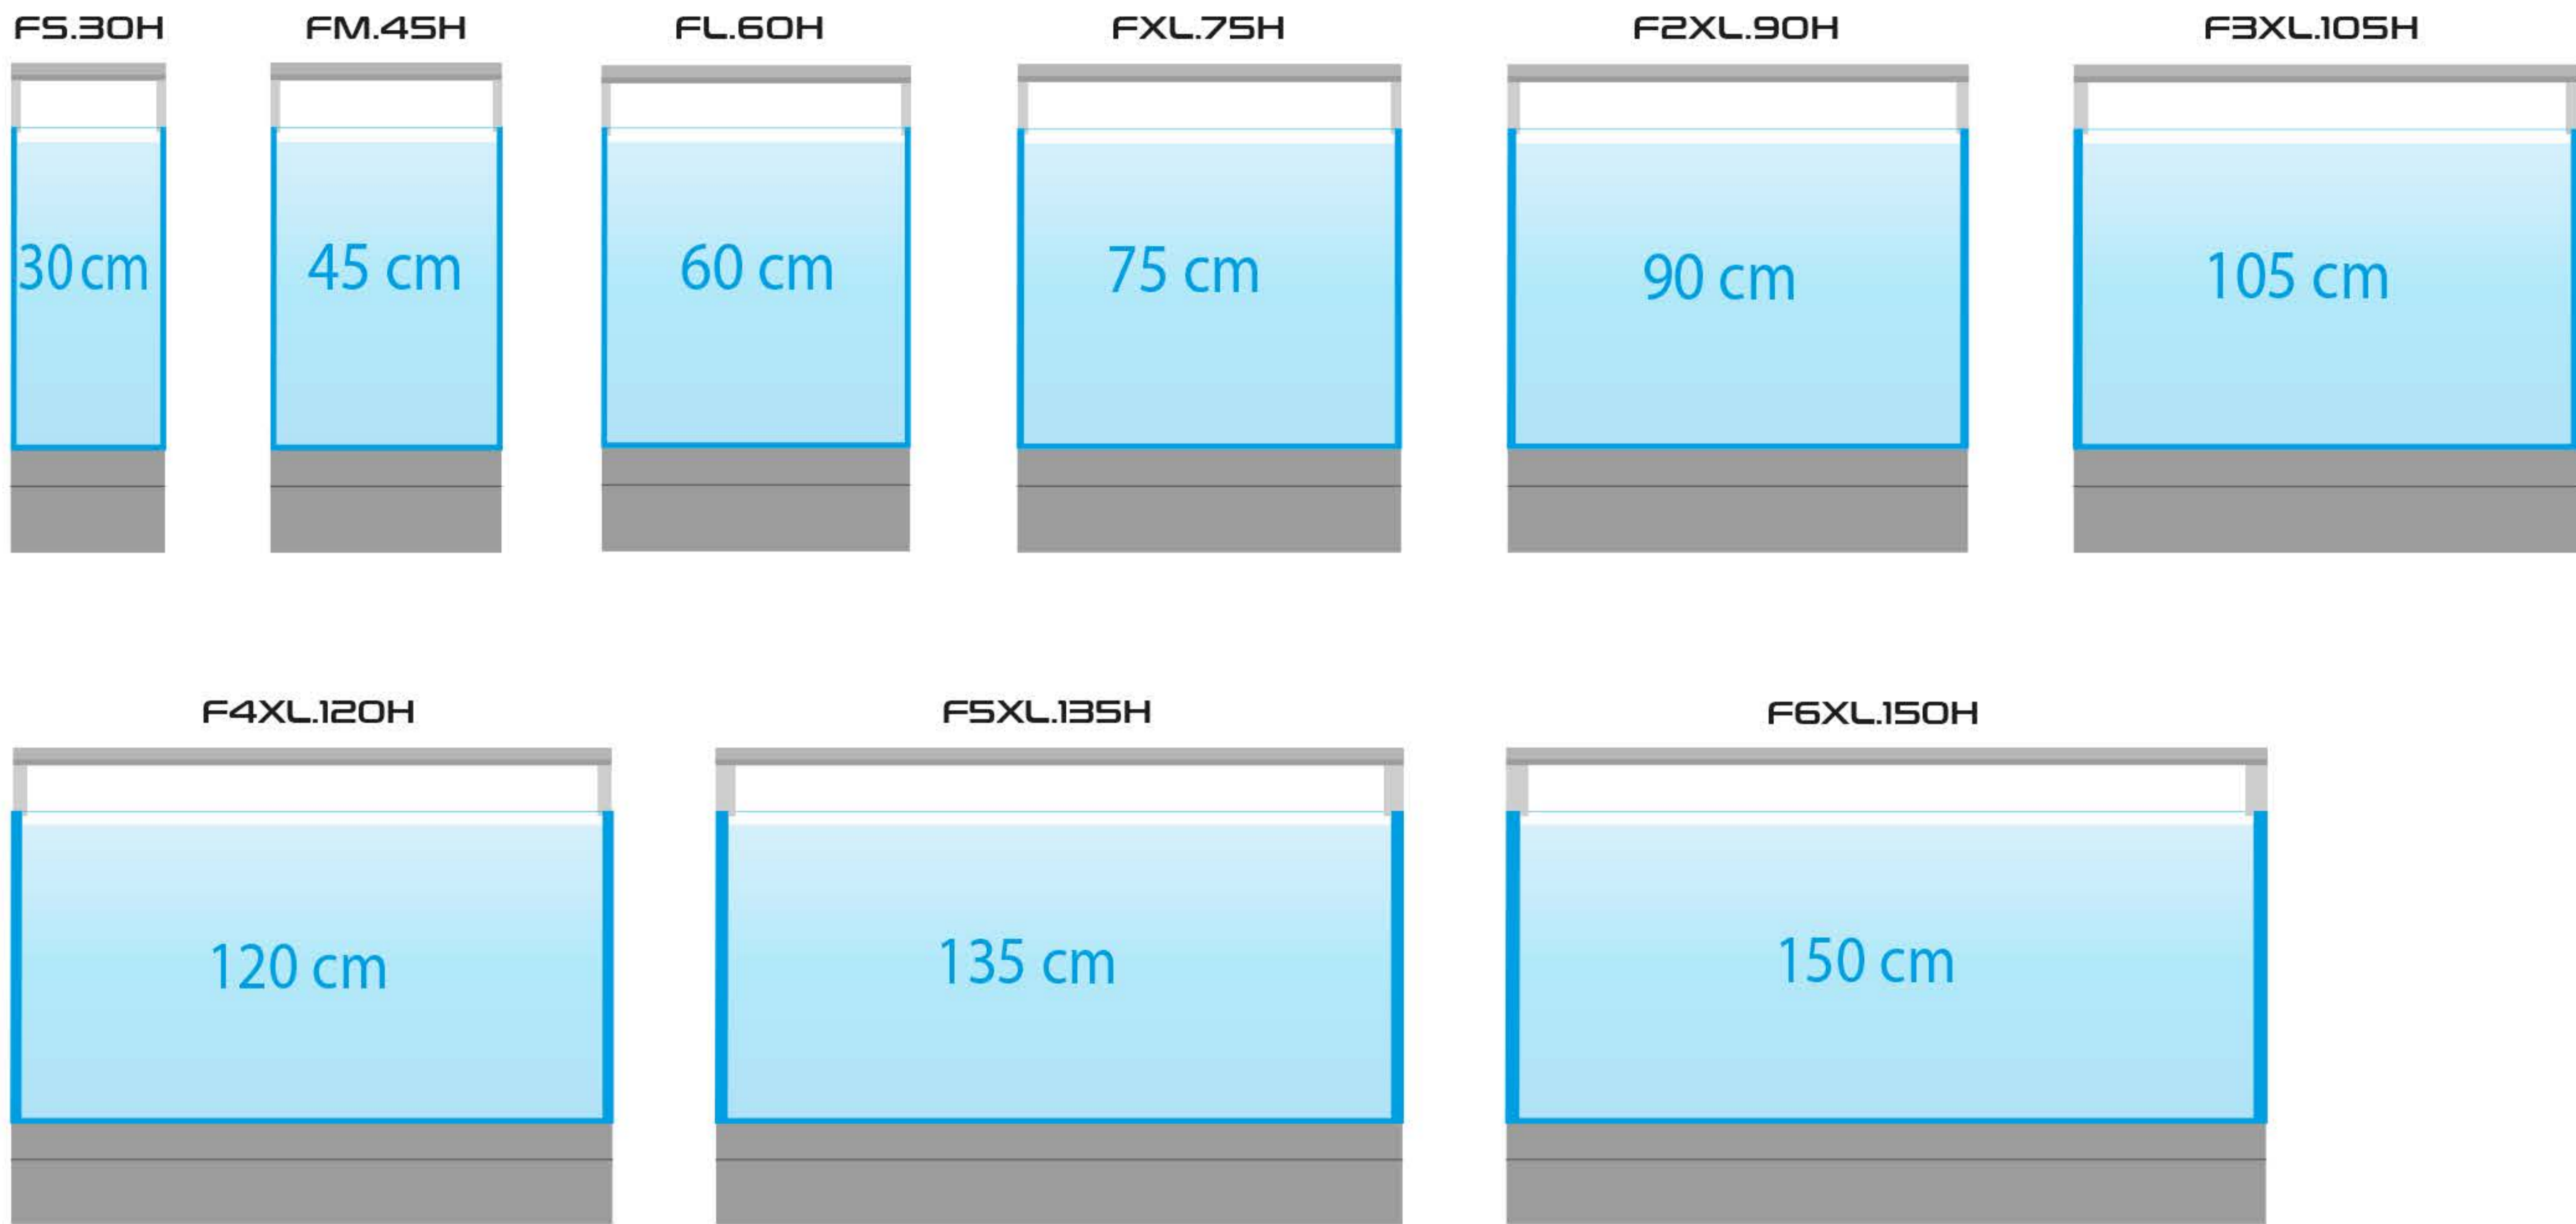 FS.30H
FM.45H
FL.60H
FXL.75H
F2XL.90H
F3XL.105H
30 cm
45 cm
60 cm
75 cm
90 cm
105 cm
F4XL.120H
F5XL.135H
F6XL.150H
120 cm
135 cm
150 cm